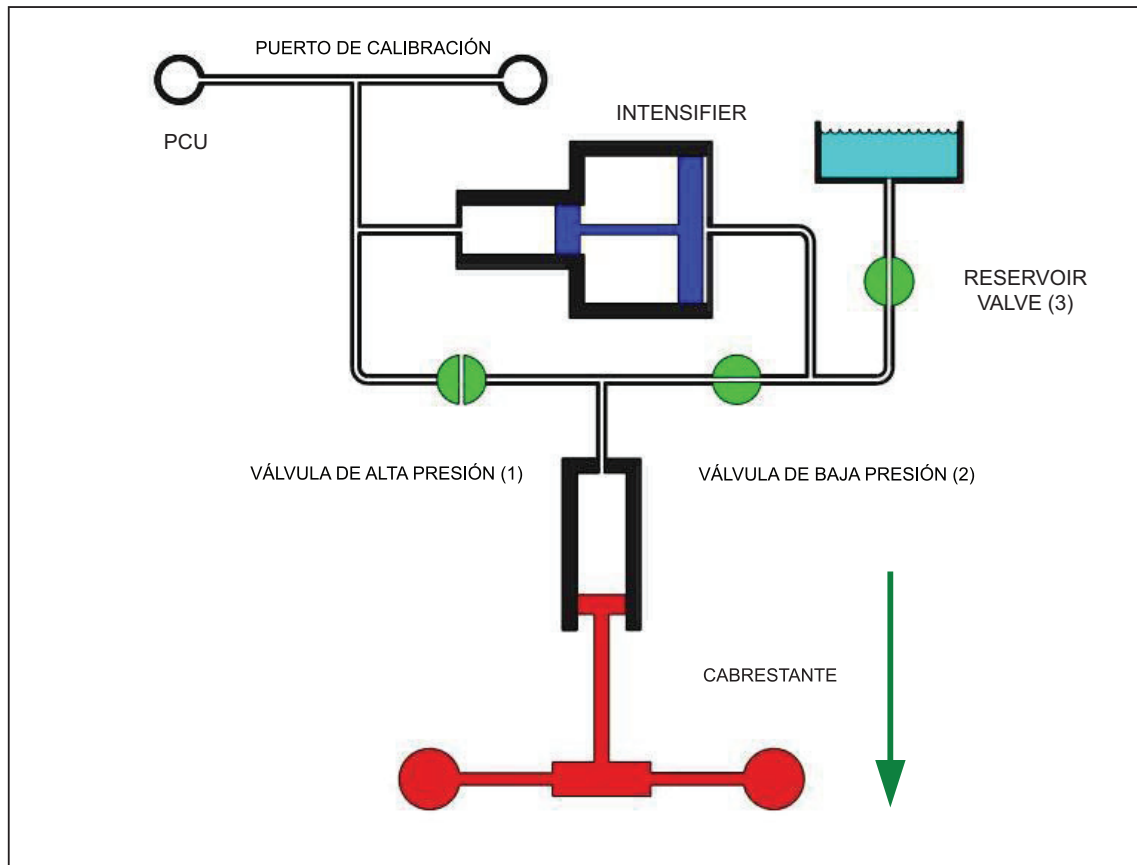 PUERTO DE CALIBRACIÓN
PCU
INTENSIFIER
RESERVOIR
VALVE (3)
VÁLVULA DE ALTA PRESIÓN (1)
VÁLVULA DE BAJA PRESIÓN (2)
CABRESTANTE